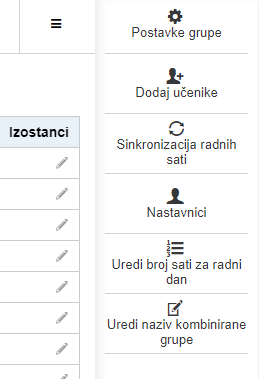 Postavke grupe
Dodaj učenike
Izostanci
Sinkronizacija radnih
sati
Nastavnici
Uredi broj sati za radni
dan
Uredi naziv kombinirane
grupe